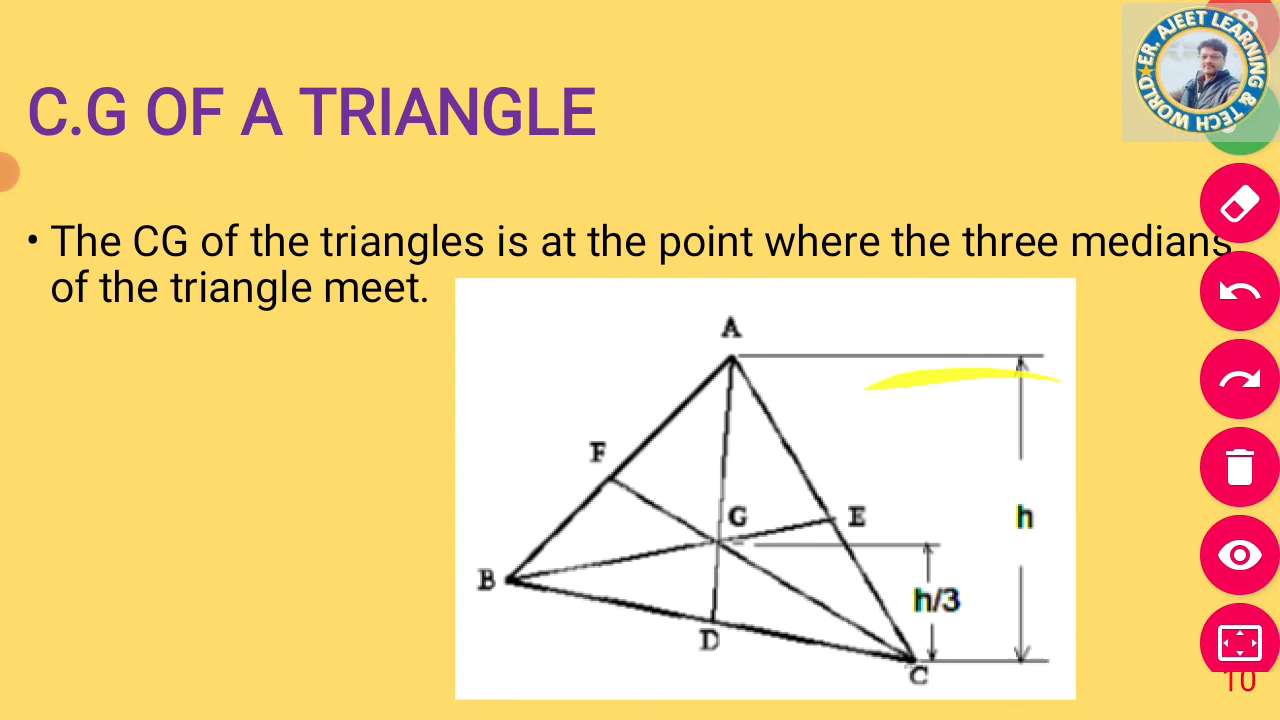 ER. AJEET LEARNING & TECH WORLD
C.G OF A TRIANGLE
• The CG of the triangles is at the point where the three medians
of the triangle meet.
A
F
G
E
h
B
h/3
D
C
10